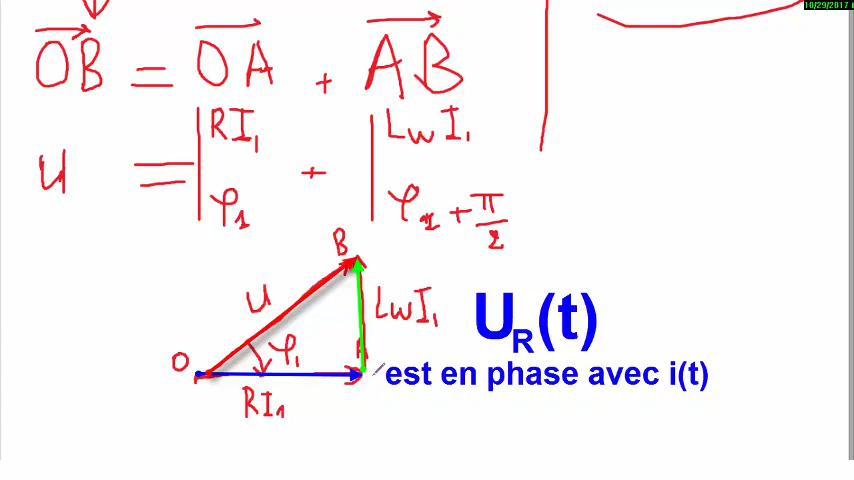 10/29/2017
OB = OA + AB
U = | RI₁ + | LωI₁
φ₁ φ₁ + π/2
B
U LωI₁
U_R(t)
O φ₁ A
est en phase avec i(t)
RI₁